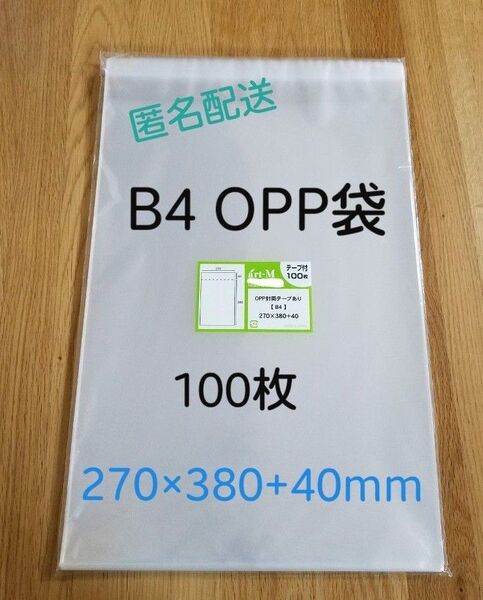 匿名配送
B4 OPP袋
art-M
テープ付
100枚
OPP封筒テープあり
【 B4 】
270×380+40
100枚
270×380+40mm